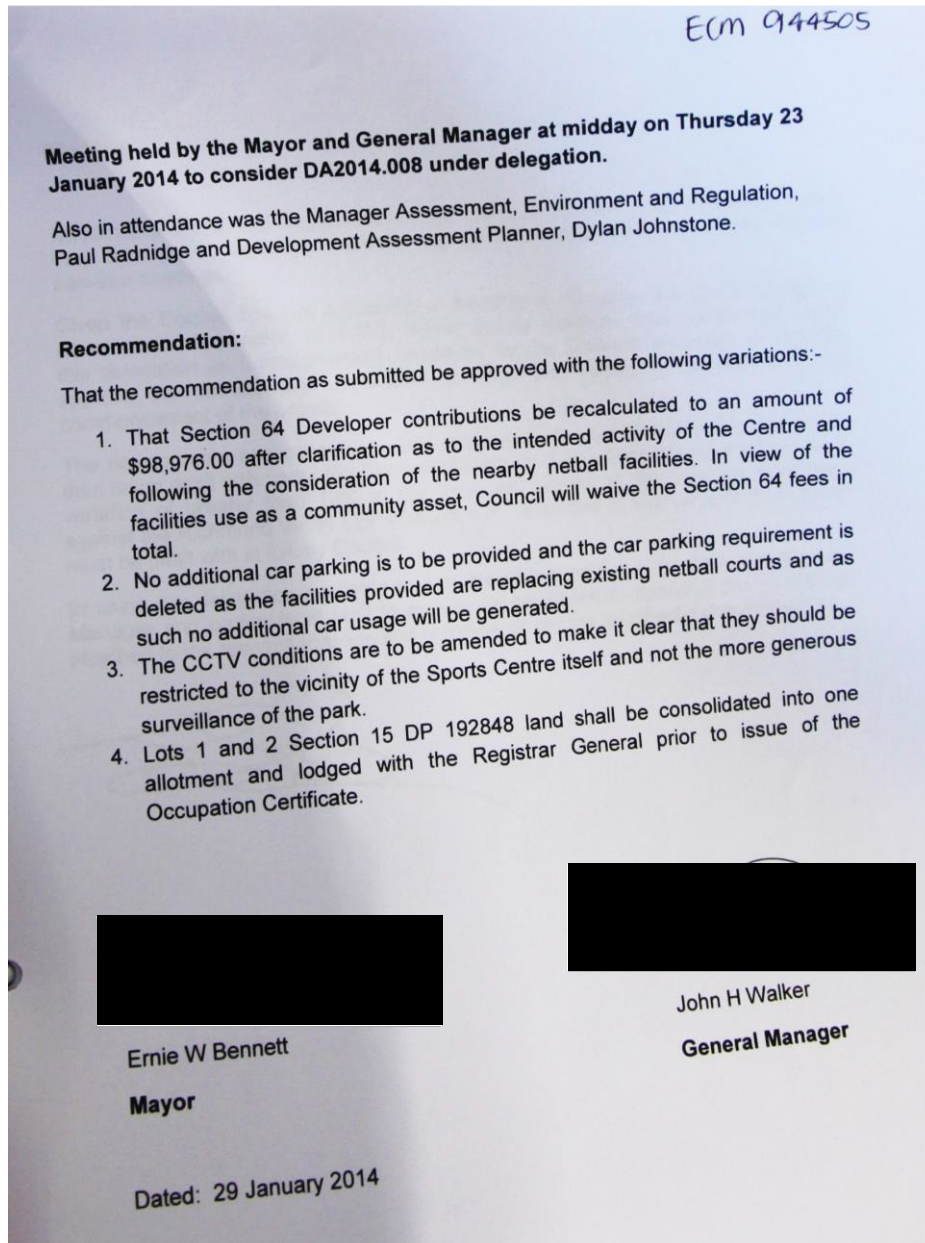 ECM 944505
Meeting held by the Mayor and General Manager at midday on Thursday 23
January 2014 to consider DA2014.008 under delegation.
Also in attendance was the Manager Assessment, Environment and Regulation,
Paul Radnidge and Development Assessment Planner, Dylan Johnstone.
Recommendation:
That the recommendation as submitted be approved with the following variations:-
1. That Section 64 Developer contributions be recalculated to an amount of
$98,976.00 after clarification as to the intended activity of the Centre and
following the consideration of the nearby netball facilities. In view of the
facilities use as a community asset, Council will waive the Section 64 fees in
total.
2. No additional car parking is to be provided and the car parking requirement is
deleted as the facilities provided are replacing existing netball courts and as
such no additional car usage will be generated.
3. The CCTV conditions are to be amended to make it clear that they should be
restricted to the vicinity of the Sports Centre itself and not the more generous
surveillance of the park.
4. Lots 1 and 2 Section 15 DP 192848 land shall be consolidated into one
allotment and lodged with the Registrar General prior to issue of the
Occupation Certificate.
John H Walker
General Manager
Ernie W Bennett
Mayor
Dated: 29 January 2014